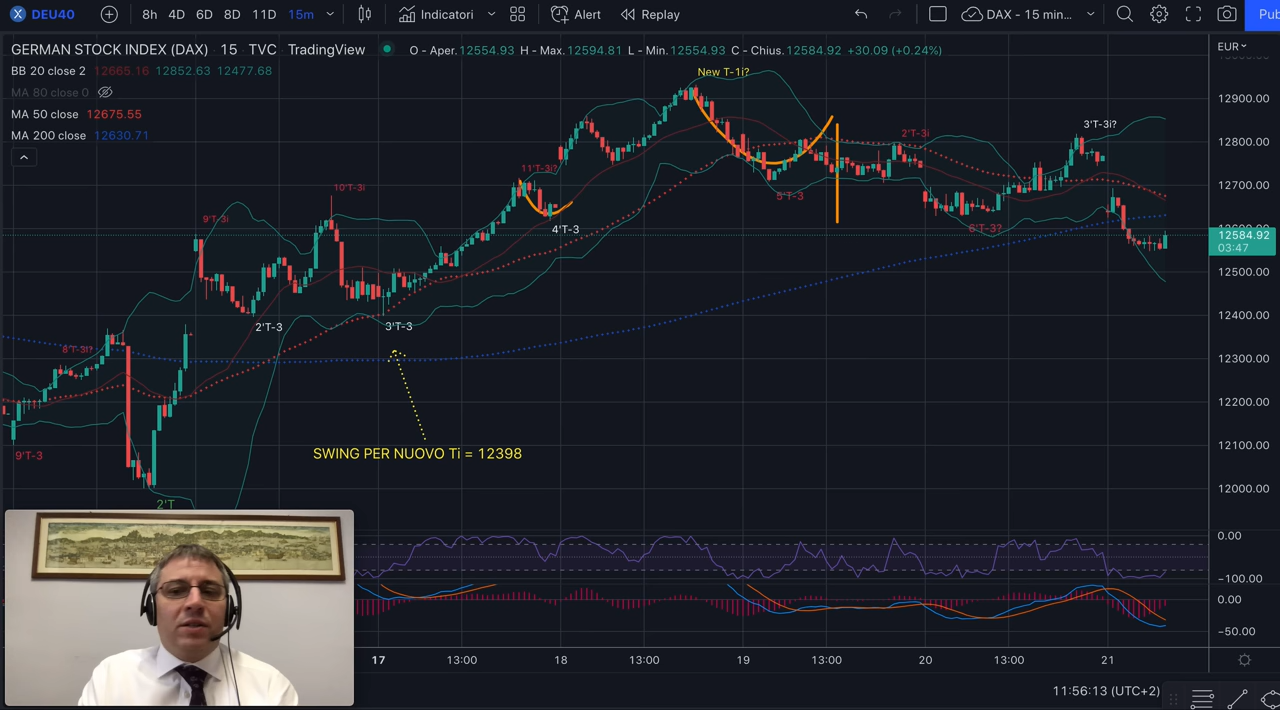 DEU40 8h 4D 6D 8D 11D 15m Indicatori Alert Replay DAX - 15 min... Pub
GERMAN STOCK INDEX (DAX) · 15 · TVC · TradingView O - Aper. 12554.93 H - Max. 12594.81 L - Min. 12554.93 C - Chius. 12584.92 +30.09 (+0.24%)
EUR
BB 20 close 2 12665.16 12852.63 12477.68
MA 80 close 0
MA 50 close 12675.55
MA 200 close 12630.71
New T-1i?
12900.00
3'T-3i?
2'T-3i
12800.00
11'T-3i?
10'T-3i
12700.00
5'T-3
9'T-3i
4'T-3
6'T-3?
12584.92
03:47
12500.00
2'T-3
3'T-3
12400.00
8'T-3i?
12300.00
12200.00
SWING PER NUOVO Ti = 12398
9'T-3
12100.00
12000.00
2'T
0.00
-100.00
0.00
-50.00
17 13:00 18 13:00 19 13:00 20 13:00 21
11:56:13 (UTC+2)